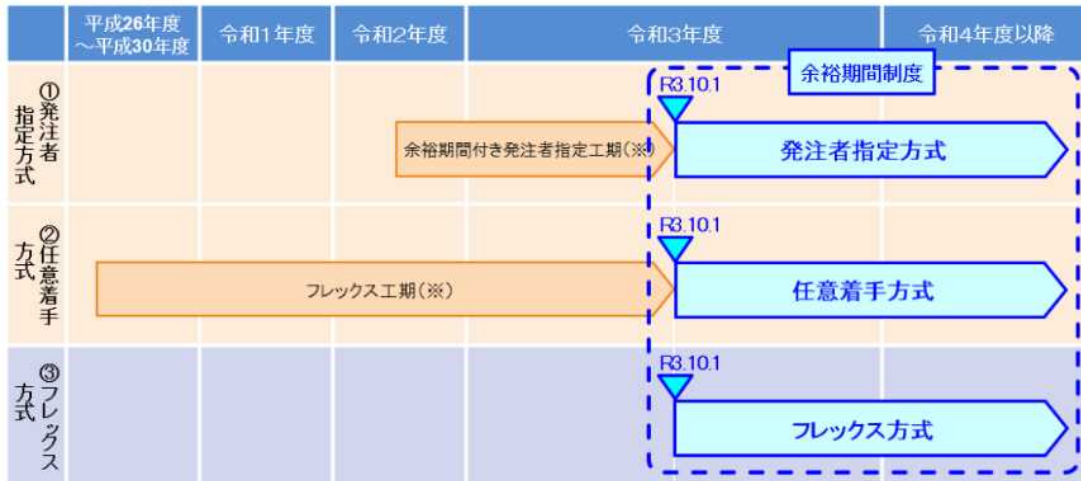 平成26年度
～平成30年度
令和1年度
令和2年度
令和3年度
令和4年度以降
余裕期間制度
①発注者
指定方式
余裕期間付き発注者指定工期(※)
R3.10.1
発注者指定方式
②任意着手
方式
フレックス工期(※)
R3.10.1
任意着手方式
③フレックス
方式
R3.10.1
フレックス方式